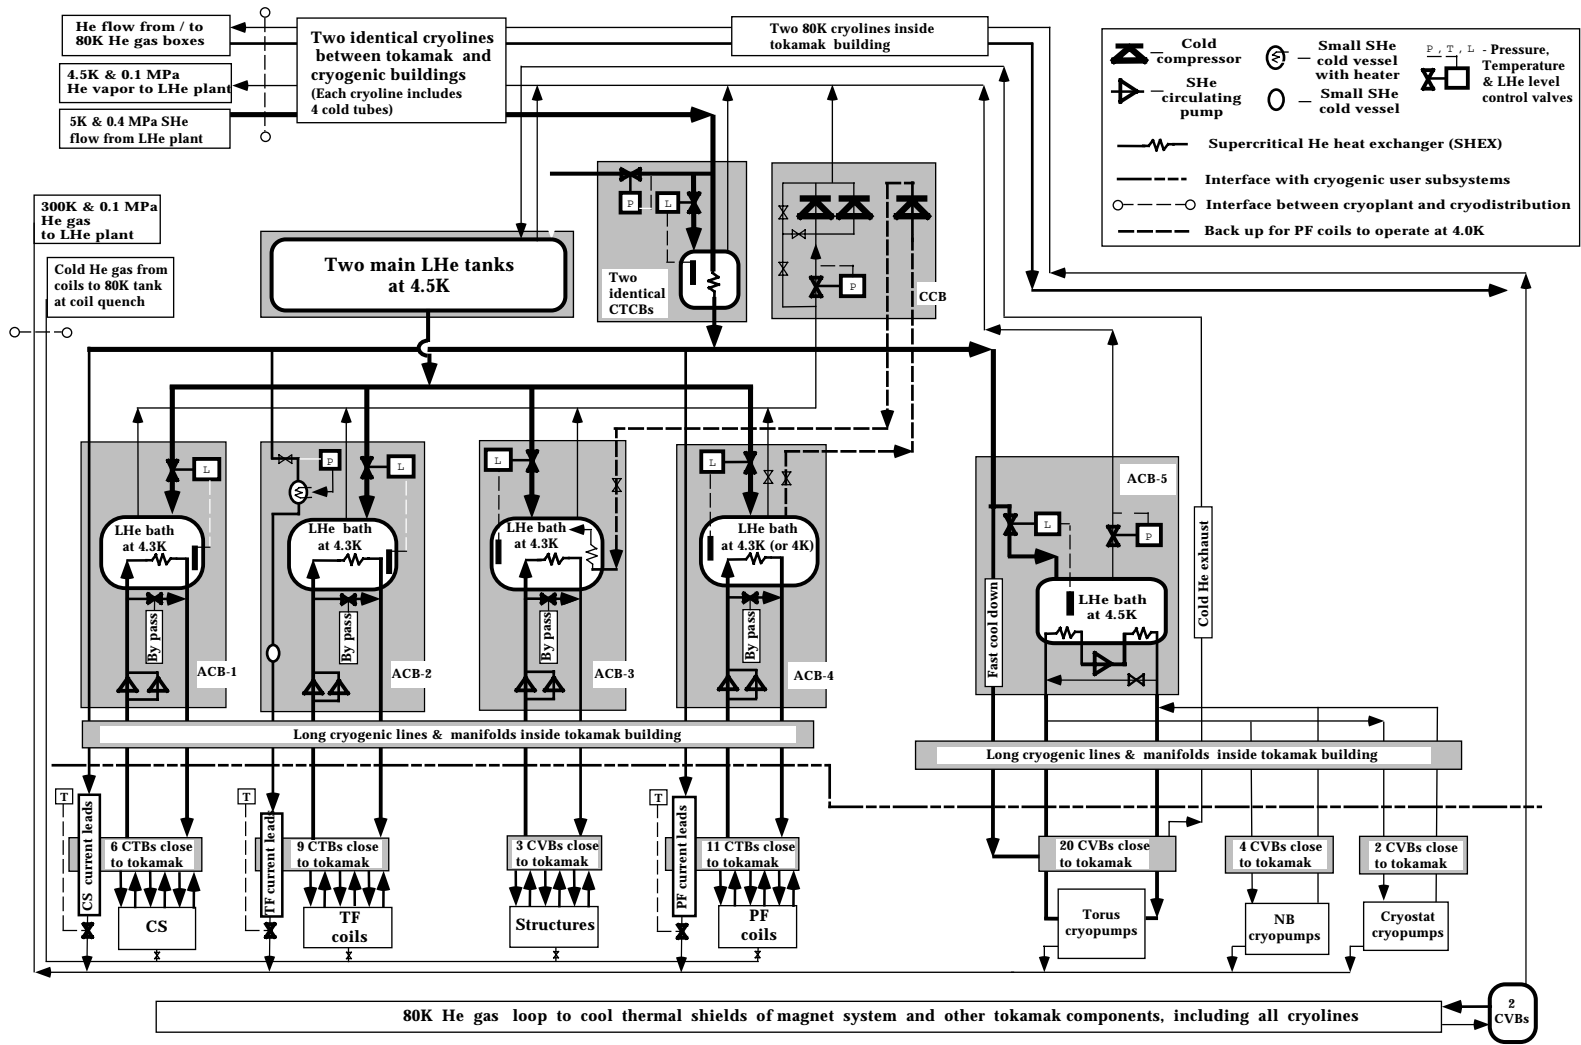 He flow from / to
80K He gas boxes
4.5K & 0.1 MPa
He vapor to LHe plant
5K & 0.4 MPa SHe
flow from LHe plant
Two identical cryolines
between tokamak and
cryogenic buildings
(Each cryoline includes
4 cold tubes)
Two 80K cryolines inside
tokamak building
Cold
compressor
SHe
circulating
pump
Small SHe
cold vessel
with heater
Small SHe
cold vessel
P , T , L
- Pressure,
Temperature
& LHe level
control valves
Supercritical He heat exchanger (SHEX)
Interface with cryogenic user subsystems
Interface between cryoplant and cryodistribution
Back up for PF coils to operate at 4.0K
300K & 0.1 MPa
He gas
to LHe plant
Cold He gas from
coils to 80K tank
at coil quench
Two main LHe tanks
at 4.5K
P
L
Two
identical
CTCBs
P
CCB
L
LHe bath
at 4.3K
By pass
ACB-1
P
L
LHe bath
at 4.3K
By pass
ACB-2
L
LHe bath
at 4.3K
By pass
ACB-3
L
LHe bath
at 4.3K (or 4K)
By pass
ACB-4
ACB-5
L
P
LHe bath
at 4.5K
Fast cool down
Cold He exhaust
Long cryogenic lines & manifolds inside tokamak building
Long cryogenic lines & manifolds inside tokamak building
T
CS current leads
6 CTBs close
to tokamak
CS
T
TF current leads
9 CTBs close
to tokamak
TF
coils
3 CVBs close
to tokamak
Structures
T
PF current leads
11 CTBs close
to tokamak
PF
coils
20 CVBs close
to tokamak
Torus
cryopumps
4 CVBs close
to tokamak
NB
cryopumps
2 CVBs close
to tokamak
Cryostat
cryopumps
80K He gas loop to cool thermal shields of magnet system and other tokamak components, including all cryolines
2
CVBs